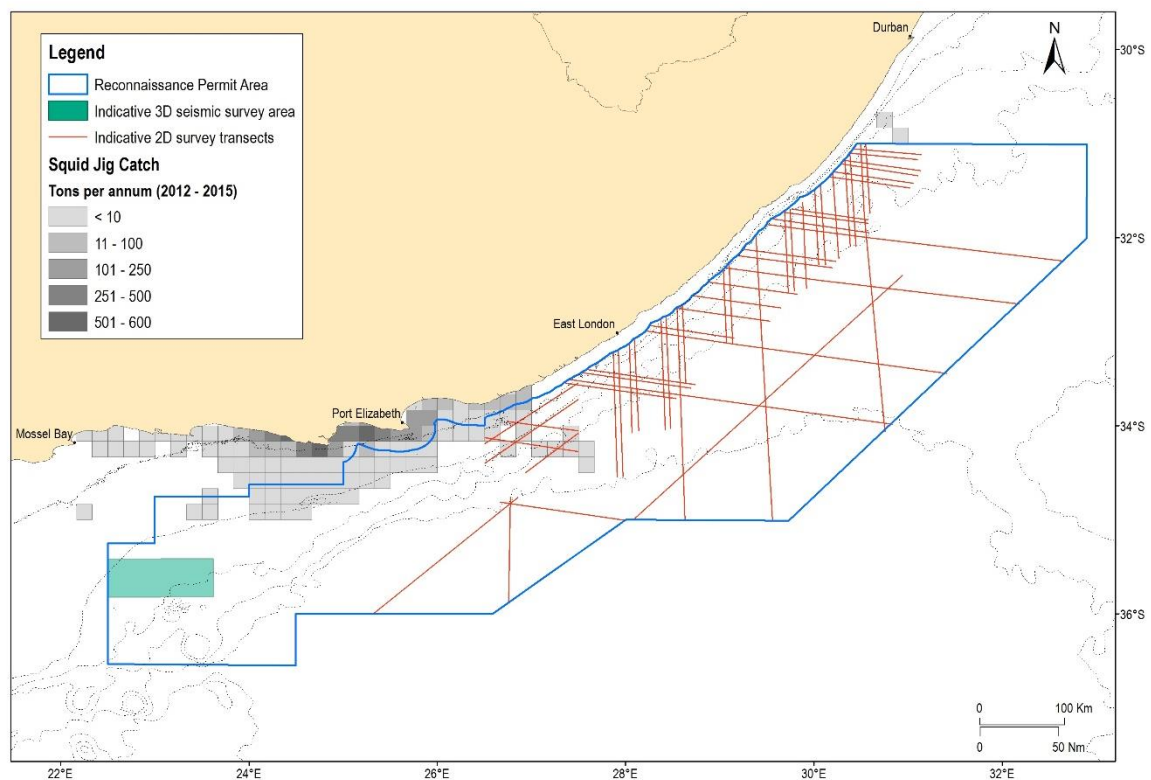 Legend
Reconnaissance Permit Area
Indicative 3D seismic survey area
Indicative 2D survey transects
Squid Jig Catch
Tons per annum (2012 - 2015)
< 10
11 - 100
101 - 250
251 - 500
501 - 600
Durban
N
30°S
32°S
East London
Port Elizabeth
Mossel Bay
34°S
36°S
0 100 Km
0 50 Nm
22°E 24°E 26°E 28°E 30°E 32°E